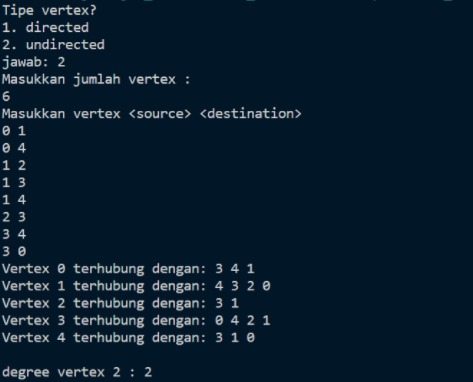 Tipe vertex?
1. directed
2. undirected
jawab: 2
Masukkan jumlah vertex :
6
Masukkan vertex <source> <destination>
0 1
0 4
1 2
1 3
1 4
2 3
3 4
3 0
Vertex 0 terhubung dengan: 3 4 1
Vertex 1 terhubung dengan: 4 3 2 0
Vertex 2 terhubung dengan: 3 1
Vertex 3 terhubung dengan: 0 4 2 1
Vertex 4 terhubung dengan: 3 1 0
degree vertex 2 : 2